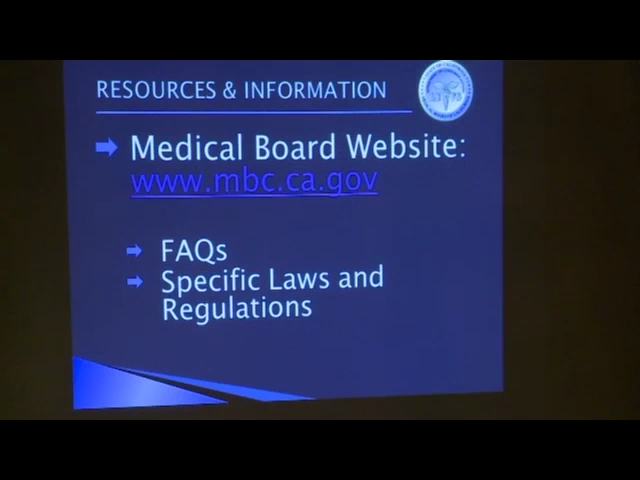 RESOURCES & INFORMATION
Medical Board Website:
www.mbc.ca.gov
FAQs
Specific Laws and
Regulations